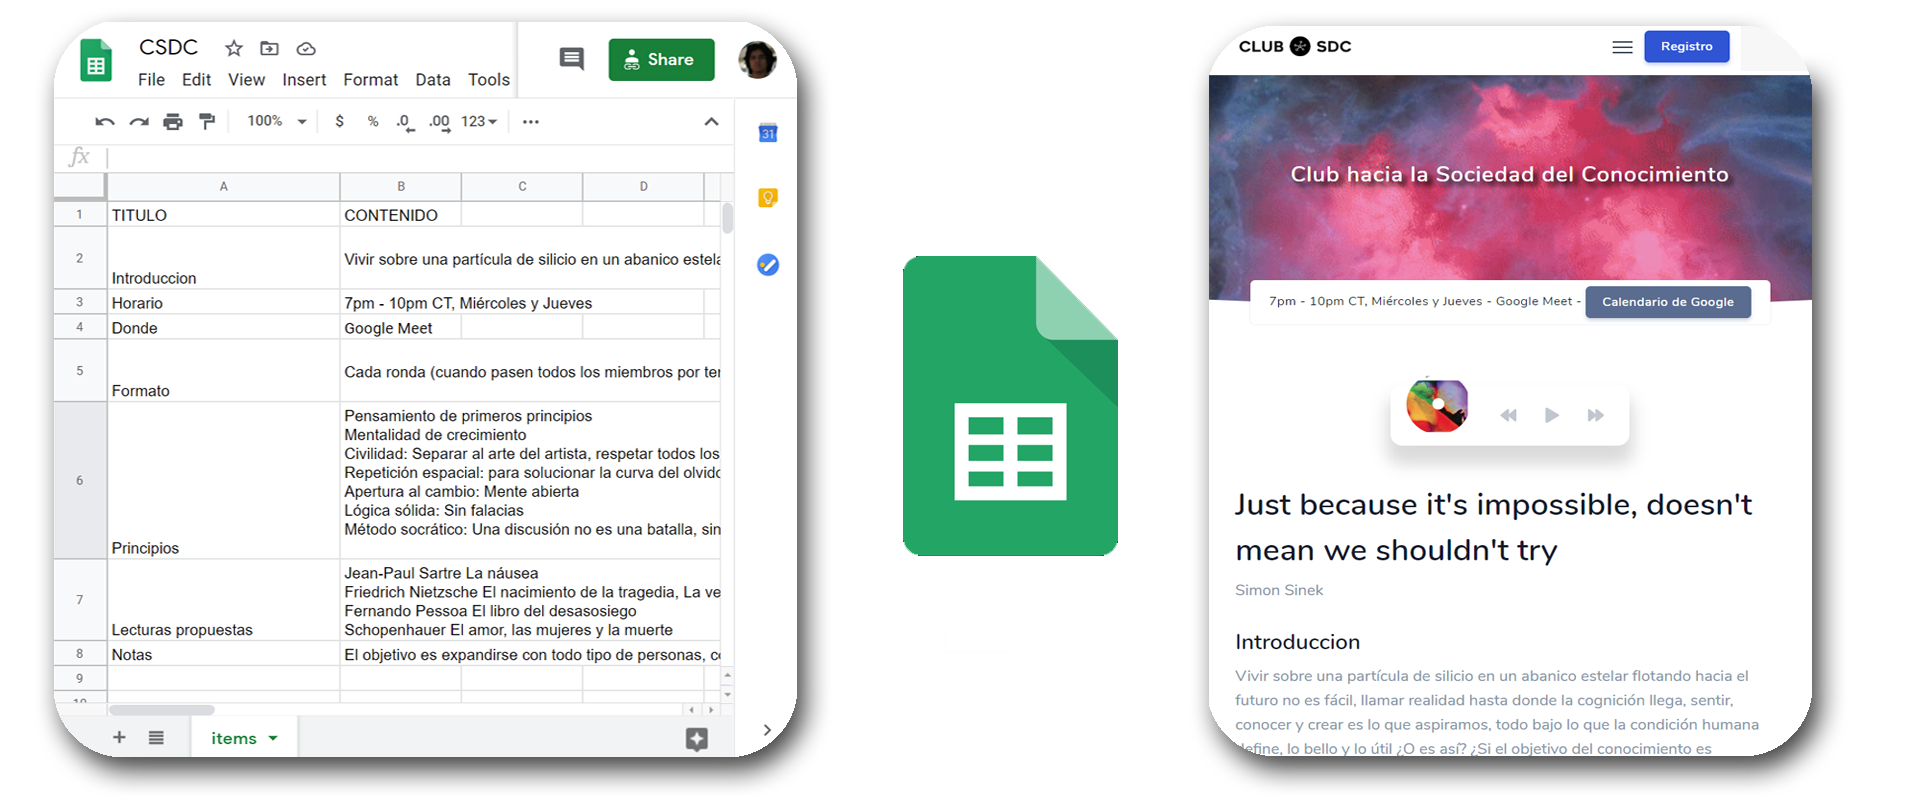 CSDC
File Edit View Insert Format Data Tools
Share
100% $ % .0 .00 123 ...
31
fx
A B C D
1 TITULO CONTENIDO
2 Introduccion Vivir sobre una partícula de silicio en un abanico estela
3 Horario 7pm - 10pm CT, Miércoles y Jueves
4 Donde Google Meet
5 Formato Cada ronda (cuando pasen todos los miembros por ter
6 Principios
Pensamiento de primeros principios
Mentalidad de crecimiento
Civilidad: Separar al arte del artista, respetar todos los
Repetición espacial: para solucionar la curva del olvido
Apertura al cambio: Mente abierta
Lógica sólida: Sin falacias
Método socrático: Una discusión no es una batalla, sin
7 Lecturas propuestas
Jean-Paul Sartre La náusea
Friedrich Nietzsche El nacimiento de la tragedia, La ve
Fernando Pessoa El libro del desasosiego
Schopenhauer El amor, las mujeres y la muerte
8 Notas El objetivo es expandirse con todo tipo de personas, co
9
10
items
CLUB SDC
Registro
Club hacia la Sociedad del Conocimiento
7pm - 10pm CT, Miércoles y Jueves - Google Meet -
Calendario de Google
Just because it's impossible, doesn't
mean we shouldn't try
Simon Sinek
Introduccion
Vivir sobre una partícula de silicio en un abanico estelar flotando hacia el
futuro no es fácil, llamar realidad hasta donde la cognición llega, sentir,
conocer y crear es lo que aspiramos, todo bajo lo que la condición humana
define, lo bello y lo útil ¿O es así? ¿Si el objetivo del conocimiento es